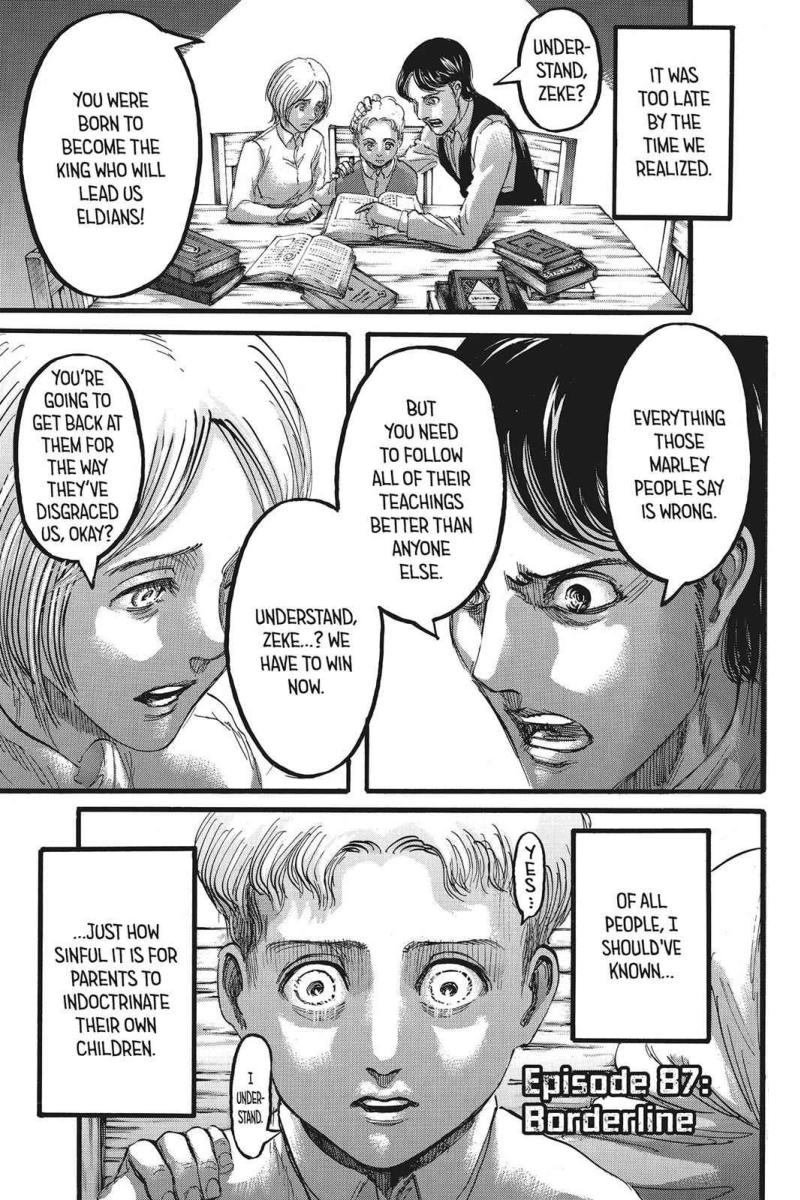 IT WAS
TOO LATE
BY THE
TIME WE
REALIZED.
UNDER-
STAND,
ZEKE?
YOU WERE
BORN TO
BECOME THE
KING WHO WILL
LEAD US
ELDIANS!
EVERYTHING
THOSE
MARLEY
PEOPLE SAY
IS WRONG.
BUT
YOU NEED
TO FOLLOW
ALL OF THEIR
TEACHINGS
BETTER THAN
ANYONE
ELSE.
UNDERSTAND,
ZEKE...? WE
HAVE TO WIN
NOW.
YOU'RE
GOING TO
GET BACK AT
THEM FOR
THE WAY
THEY'VE
DISGRACED
US, OKAY?
OF ALL
PEOPLE, I
SHOULD'VE
KNOWN...
YES...
...JUST HOW
SINFUL IT IS FOR
PARENTS TO
INDOCTRINATE
THEIR OWN
CHILDREN.
I
UNDER-
STAND.
Episode 87:
Borderline